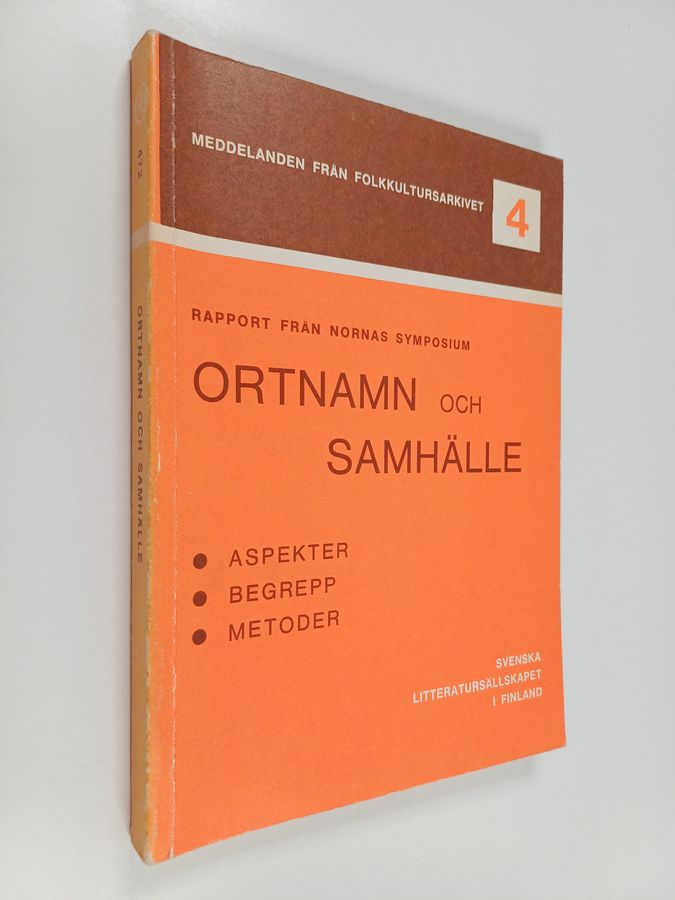 MEDDELANDEN FRÅN FOLKKULTURSARKIVET
4
RAPPORT FRÅN NORNAS SYMPOSIUM
ORTNAMN OCH
SAMHÄLLE
● ASPEKTER
● BEGREPP
● METODER
SVENSKA
LITTERATURSÄLLSKAPET
I FINLAND
472
ORTNAMN OCH SAMHÄLLE